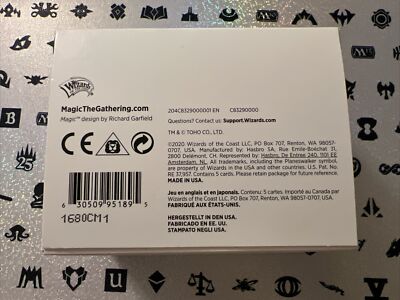 Wizards
MagicTheGathering.com
Magic™ design by Richard Garfield
CE
6 30509 95189 5
1680CM1
204C83290000 1 EN C83290000
Questions? Contact us: Support.Wizards.com
TM & © TOHO CO., LTD.
©2020 Wizards of the Coast LLC, PO Box 707, Renton, WA 98057
-0707, USA. Manufactured by: Hasbro SA, Rue Emile-Boéchat 31,
2800 Delémont, CH. Represented by: Hasbro, De Entree 240, 1101 EE
Amsterdam, NL. All Indicia, including the Planeswalker symbol,
are property of Wizards in the USA and other countries. U.S. Pat.
RE 37,957. Contains 5 cards. Please retain package for future reference.
MADE IN USA.
Jeu en anglais et en japonais. Contenu: 5 cartes. Importé au Canada par
Wizards of the Coast LLC, PO Box 707, Renton, WA 98057-0707, USA.
FABRIQUÉ AUX ÉTATS-UNIS.
HERGESTELLT IN DEN USA.
FABRICADO EN EE. UU.
STAMPATO NEGLI USA.
25